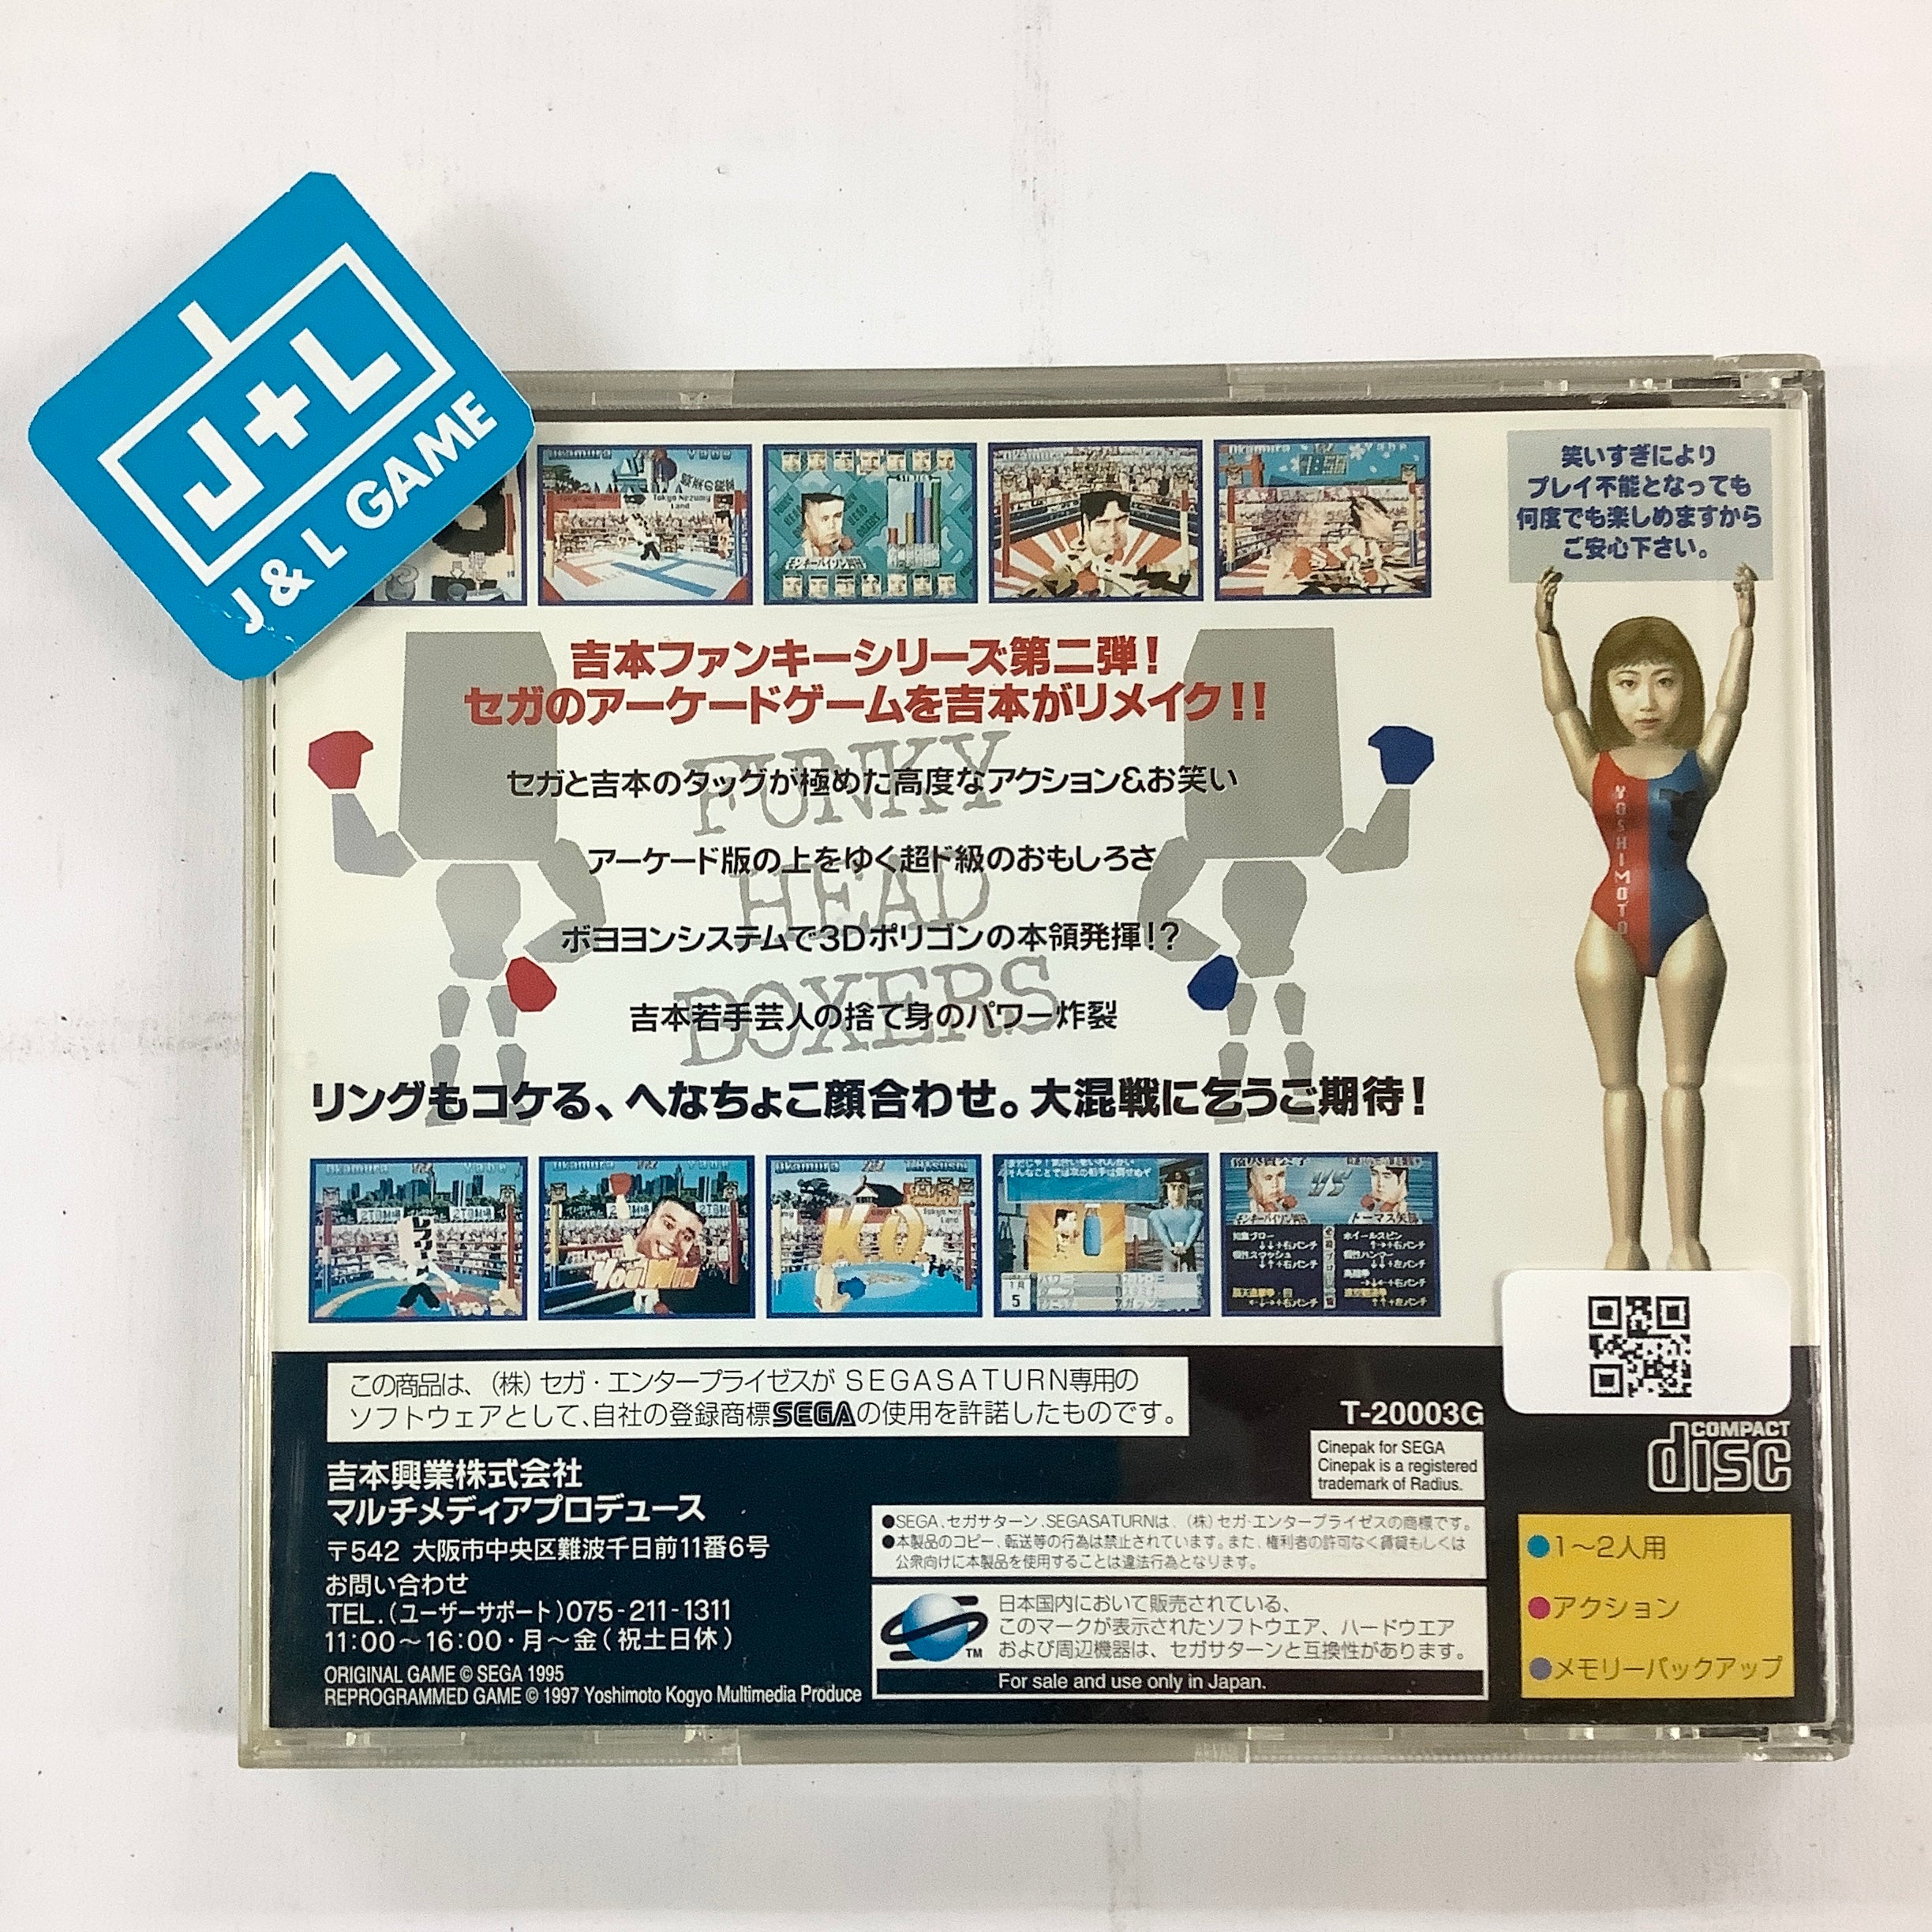 J+L
J & L GAME
笑いすぎにより
プレイ不能となっても
何度でも楽しめますから
ご安心下さい。
YOSHIMOTO
吉本ファンキーシリーズ第二弾!
セガのアーケードゲームを吉本がリメイク!!
FUNKY
HEAD
BOXERS
セガと吉本のタッグが極めた高度なアクション&お笑い
アーケード版の上をゆく超ド級のおもしろさ
ボヨヨンシステムで3Dポリゴンの本領発揮!?
吉本若手芸人の捨て身のパワー炸裂
リングもコケる、へなちょこ顔合わせ。大混戦に乞うご期待!
Okamura
Yabe
You Win
K.O.
VS
この商品は、(株)セガ・エンタープライゼスが SEGASATURN専用の
ソフトウェアとして、自社の登録商標SEGAの使用を許諾したものです。
T-20003G
Cinepak for SEGA
Cinepak is a registered
trademark of Radius.
COMPACT
disc
吉本興業株式会社
マルチメディアプロデュース
〒542 大阪市中央区難波千日前11番6号
お問い合わせ
TEL.(ユーザーサポート)075-211-1311
11:00〜16:00・月〜金(祝土日休)
ORIGINAL GAME © SEGA 1995
REPROGRAMMED GAME © 1997 Yoshimoto Kogyo Multimedia Produce
●SEGA、セガサターン、SEGASATURNは、(株)セガ・エンタープライゼスの商標です。
●本製品のコピー、転送等の行為は禁止されています。また、権利者の許可なく賃貸もしくは
公衆向けに本製品を使用することは違法行為となります。
日本国内において販売されている、
このマークが表示されたソフトウエア、ハードウエア
および周辺機器は、セガサターンと互換性があります。
TM
For sale and use only in Japan.
●1〜2人用
●アクション
●メモリーバックアップ